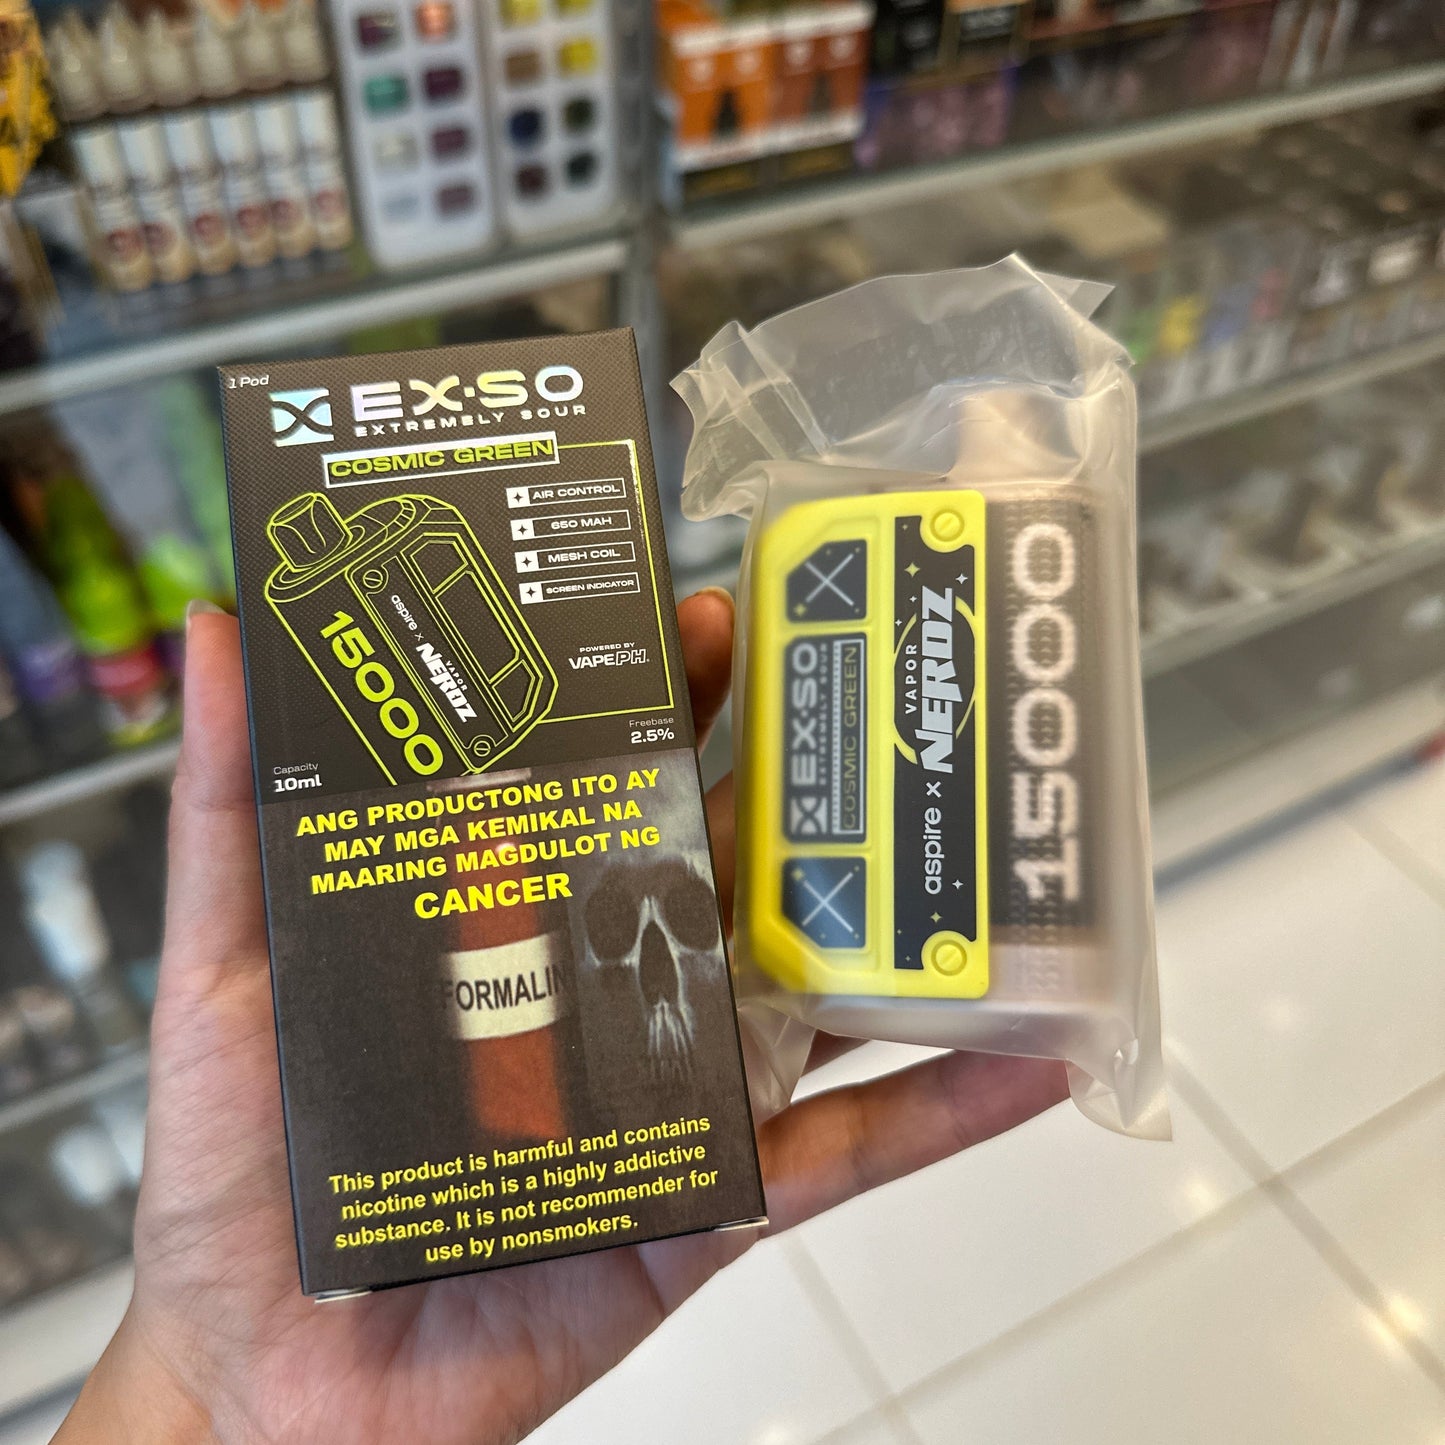 1 Pod
EX·SO
EXTREMELY SOUR
COSMIC GREEN
AIR CONTROL
650 MAH
MESH COIL
SCREEN INDICATOR
15000
aspire x
VAPOR
NERDZ
POWERED BY
VAPEPH
Freebase
2.5%
Capacity
10ml
ANG PRODUCTONG ITO AY
MAY MGA KEMIKAL NA
MAARING MAGDULOT NG
CANCER
FORMALIN
This product is harmful and contains
nicotine which is a highly addictive
substance. It is not recommender for
use by nonsmokers.
EX·SO
EXTREMELY SOUR
COSMIC GREEN
aspire x
VAPOR
NERDZ
15000